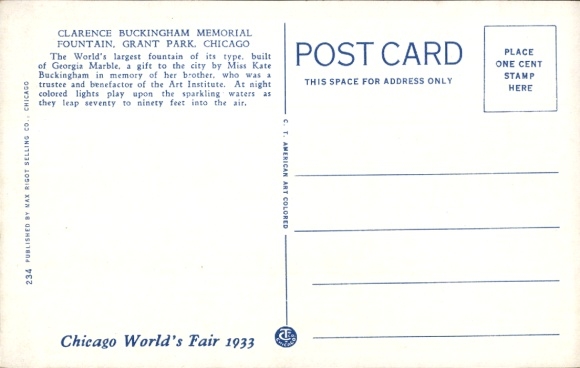 CLARENCE BUCKINGHAM MEMORIAL
FOUNTAIN, GRANT PARK, CHICAGO
The World's largest fountain of its type, built
of Georgia Marble, a gift to the city by Miss Kate
Buckingham in memory of her brother, who was a
trustee and benefactor of the Art Institute. At night
colored lights play upon the sparkling waters as
they leap seventy to ninety feet into the air.
234 PUBLISHED BY MAX RIGOT SELLING CO., CHICAGO
Chicago World's Fair 1933
C. T. AMERICAN ART COLORED
POST CARD
THIS SPACE FOR ADDRESS ONLY
PLACE
ONE CENT
STAMP
HERE